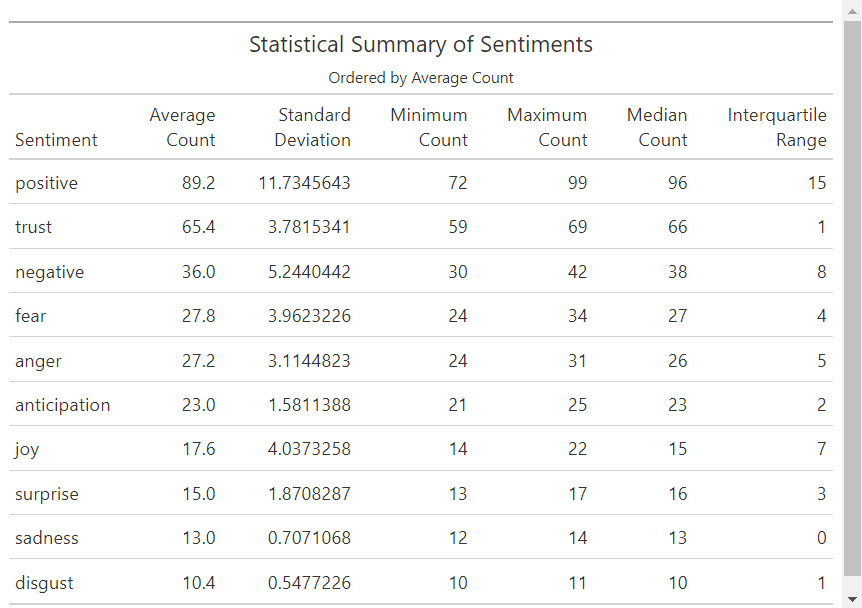 Statistical Summary of Sentiments
Ordered by Average Count
Sentiment Average Count Standard Deviation Minimum Count Maximum Count Median Count Interquartile Range
positive 89.2 11.7345643 72 99 96 15
trust 65.4 3.7815341 59 69 66 1
negative 36.0 5.2440442 30 42 38 8
fear 27.8 3.9623226 24 34 27 4
anger 27.2 3.1144823 24 31 26 5
anticipation 23.0 1.5811388 21 25 23 2
joy 17.6 4.0373258 14 22 15 7
surprise 15.0 1.8708287 13 17 16 3
sadness 13.0 0.7071068 12 14 13 0
disgust 10.4 0.5477226 10 11 10 1